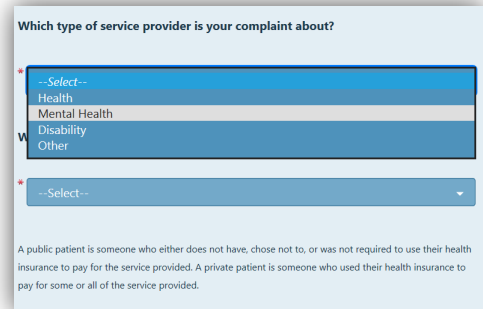 Which type of service provider is your complaint about?
*
--Select--
Health
Mental Health
Disability
Other
W
*
--Select--
A public patient is someone who either does not have, chose not to, or was not required to use their health
insurance to pay for the service provided. A private patient is someone who used their health insurance to
pay for some or all of the service provided.